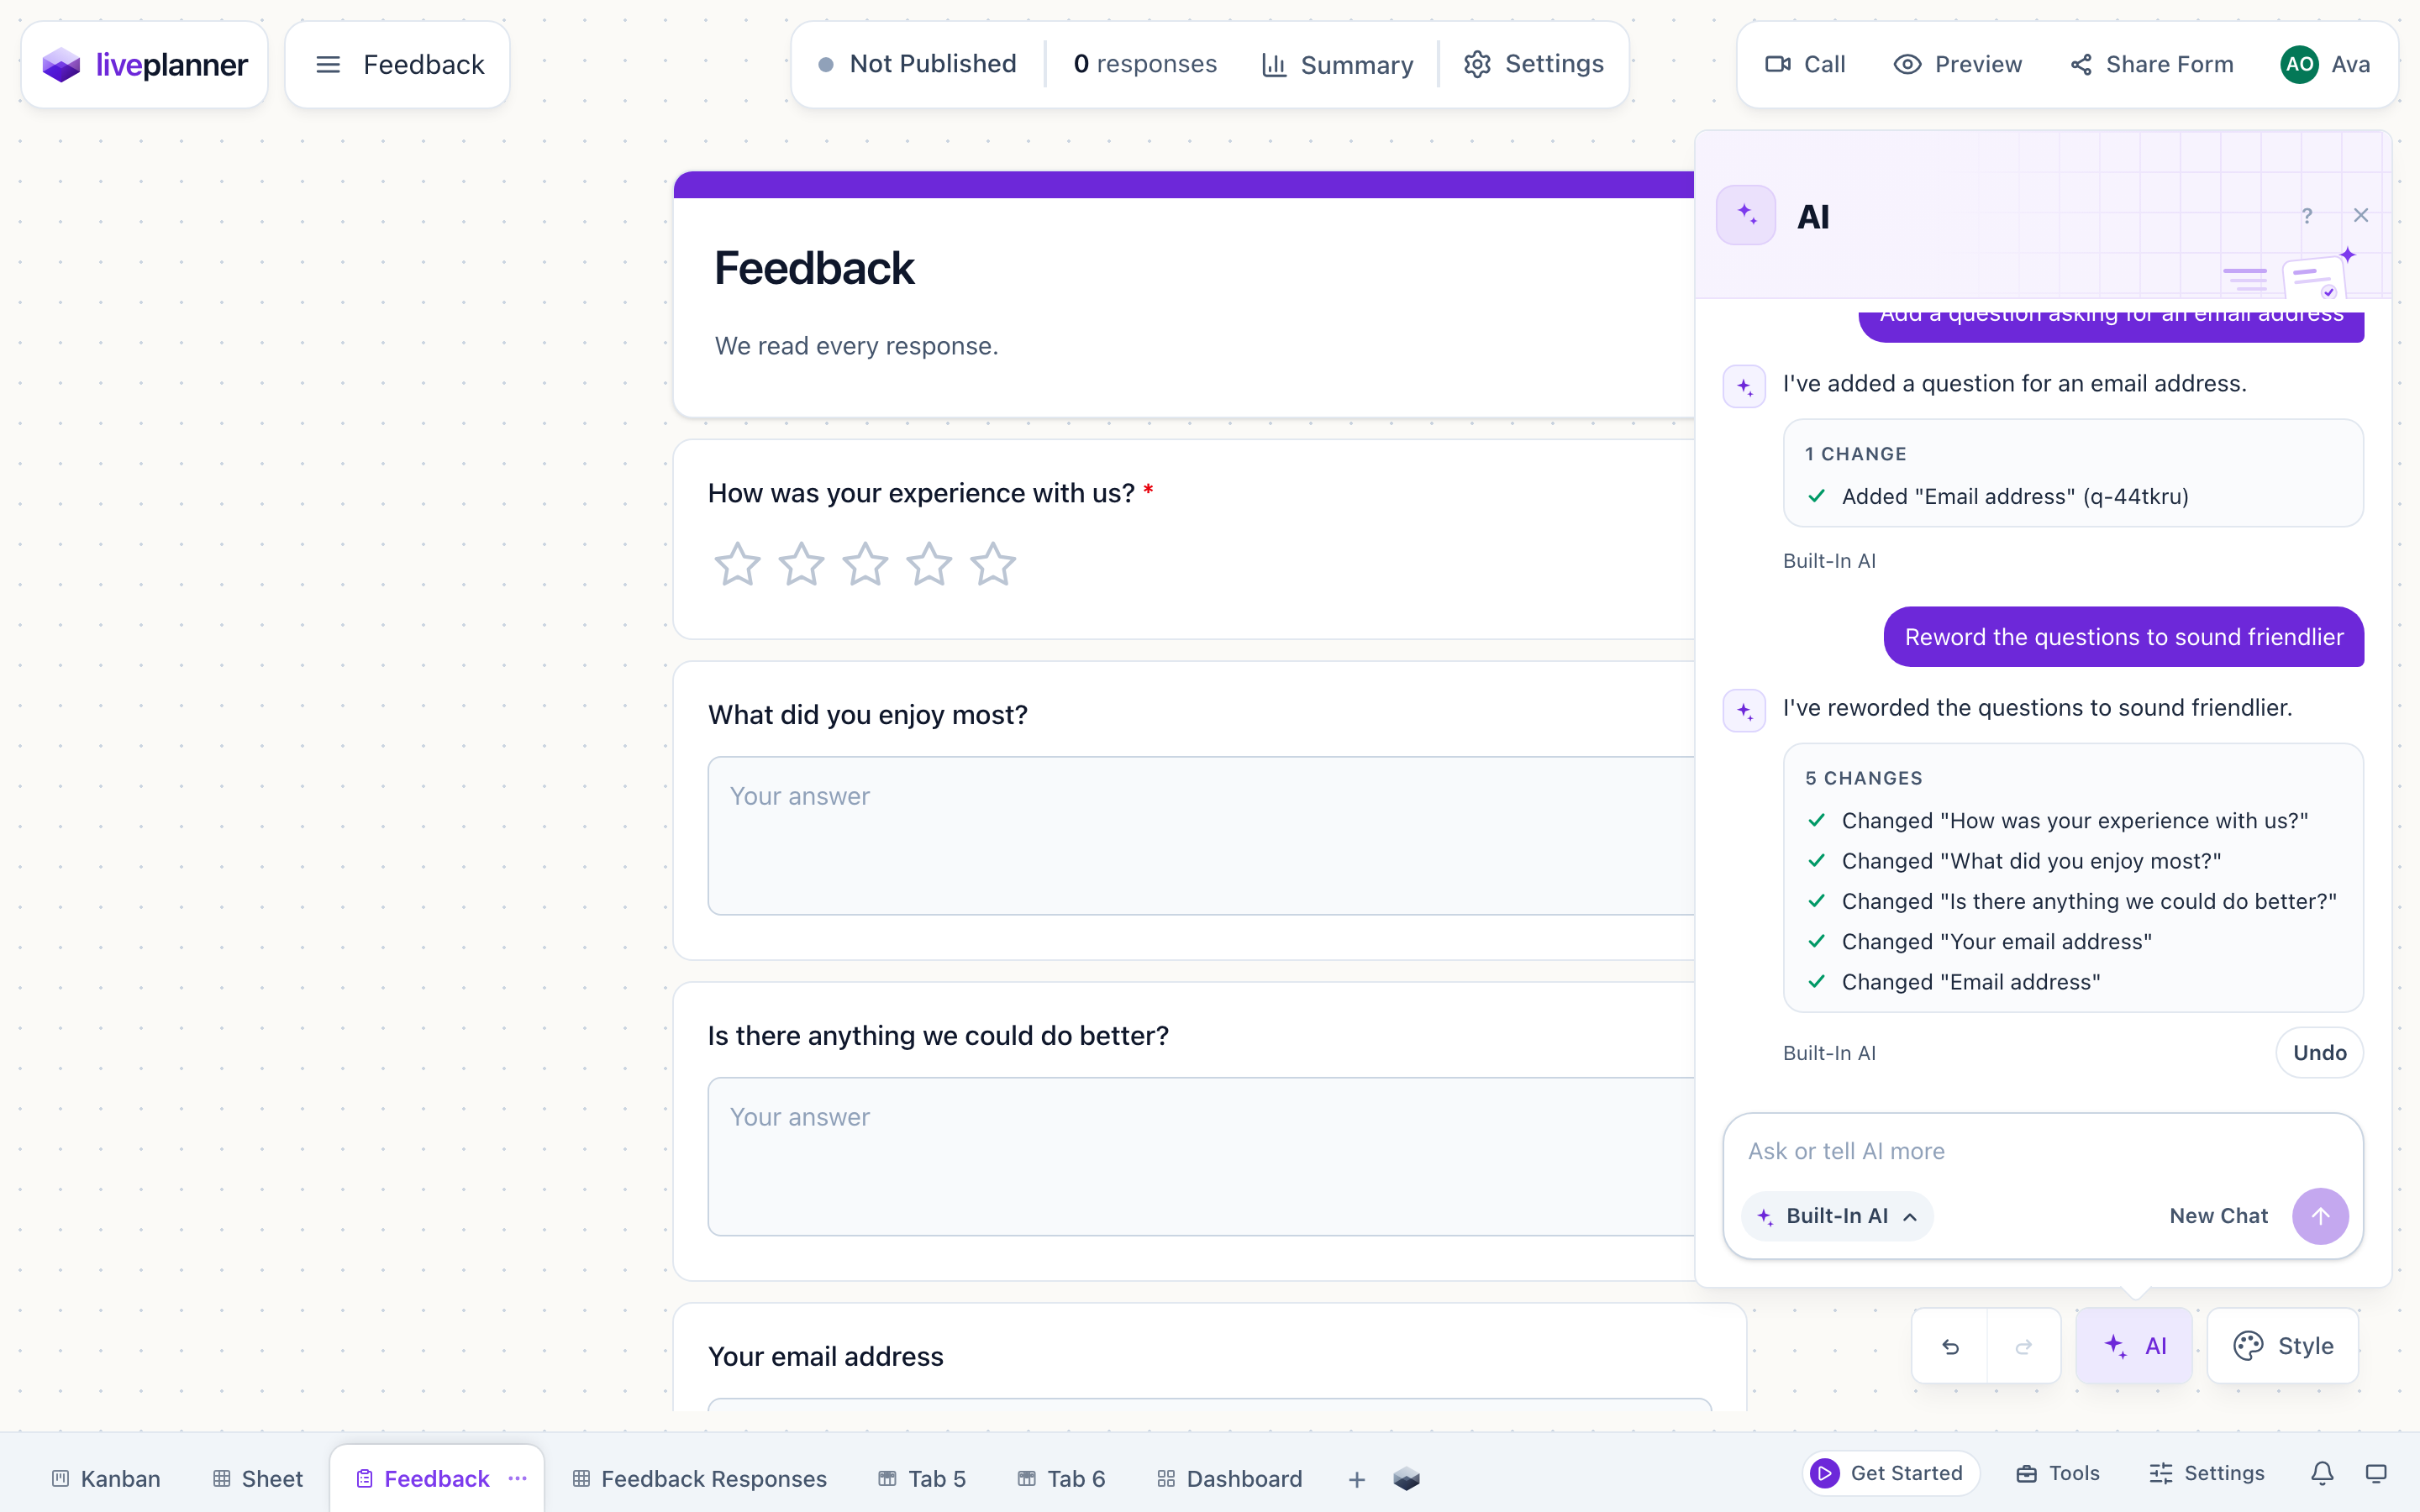 liveplanner
Feedback
Not Published
0 responses
Summary
Settings
Call
Preview
Share Form
AO
Ava
Feedback
We read every response.
How was your experience with us? *
What did you enjoy most?
Your answer
Is there anything we could do better?
Your answer
Your email address
AI
?
Add a question asking for an email address
I've added a question for an email address.
1 CHANGE
Added "Email address" (q-44tkru)
Built-In AI
Reword the questions to sound friendlier
I've reworded the questions to sound friendlier.
5 CHANGES
Changed "How was your experience with us?"
Changed "What did you enjoy most?"
Changed "Is there anything we could do better?"
Changed "Your email address"
Changed "Email address"
Built-In AI
Undo
Ask or tell AI more
Built-In AI
New Chat
AI
Style
Kanban
Sheet
Feedback
Feedback Responses
Tab 5
Tab 6
Dashboard
Get Started
Tools
Settings